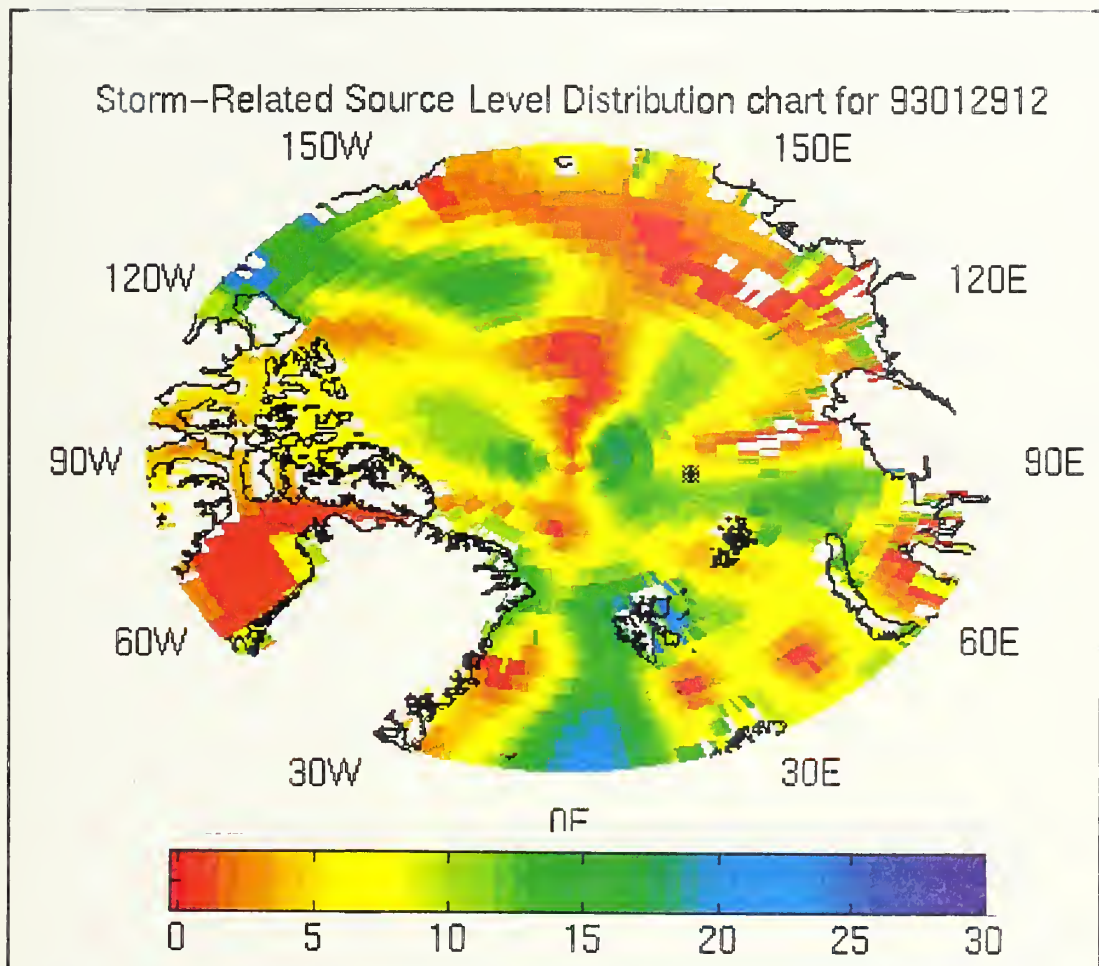 Storm-Related Source Level Distribution chart for 93012912
150W 150E
120W 120E
90W 90E
60W 60E
30W 30E
0E
0 5 10 15 20 25 30